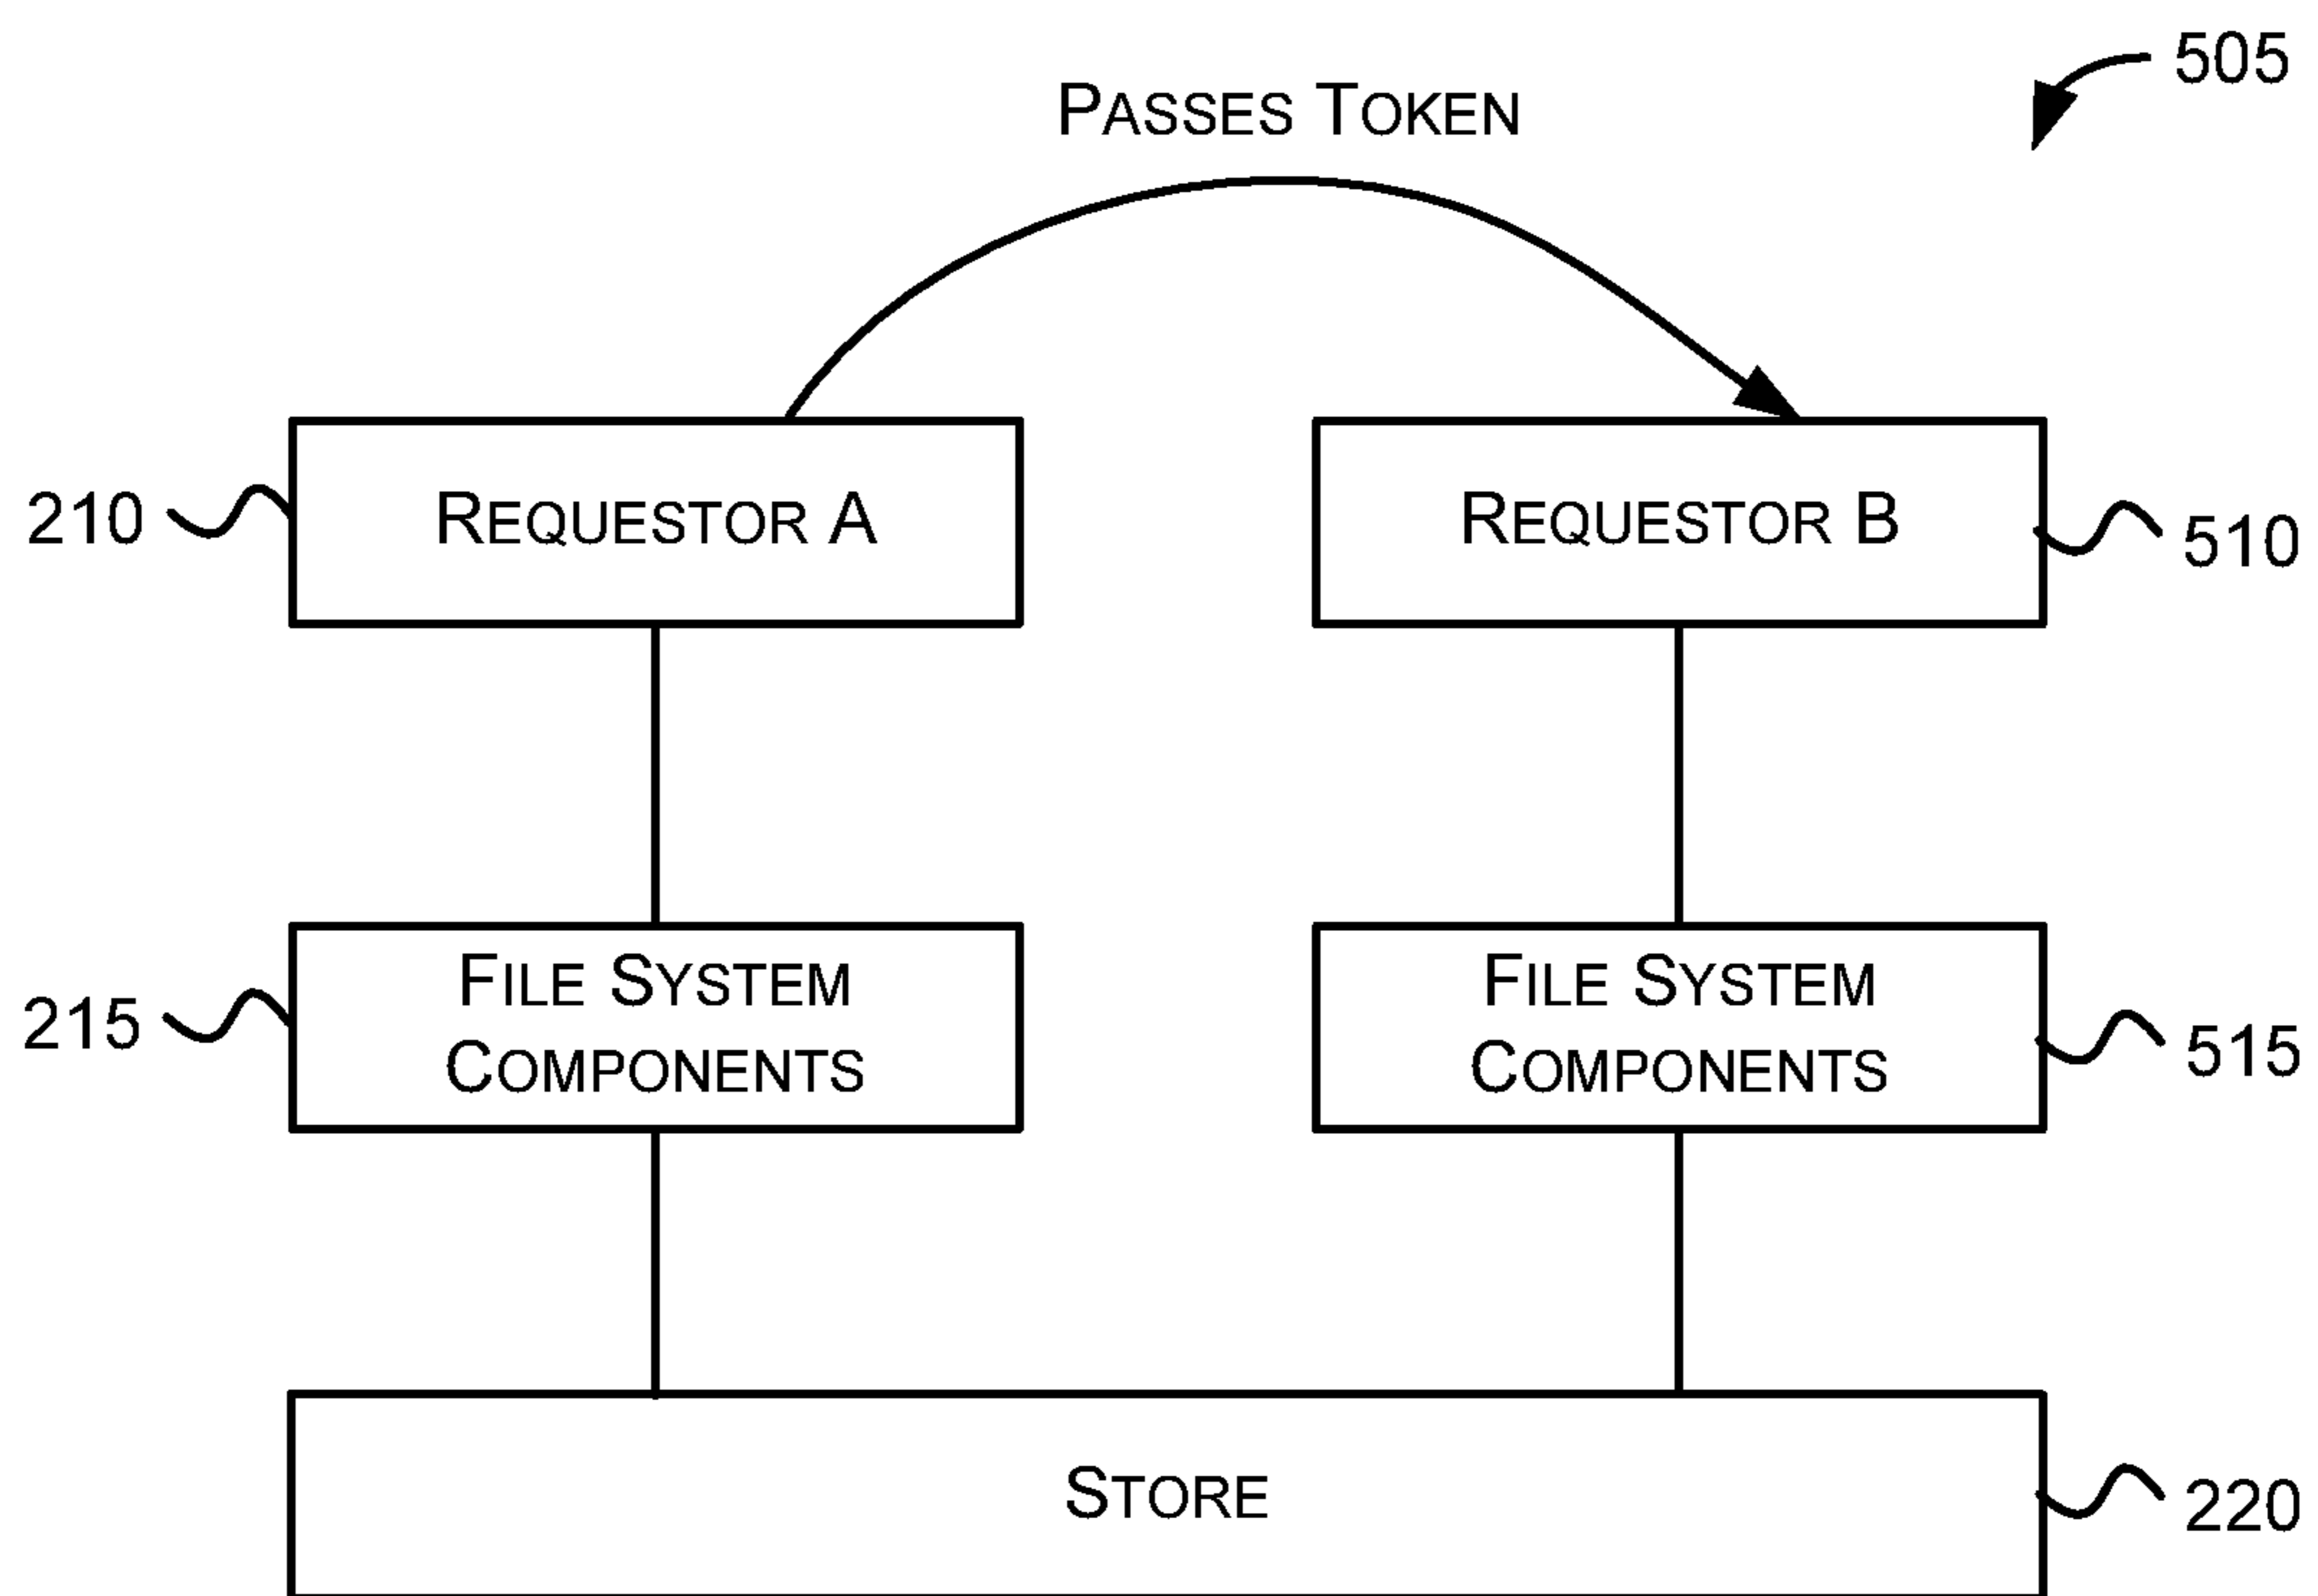 505
PASSES TOKEN
210
REQUESTOR A
REQUESTOR B
510
215
FILE SYSTEM
COMPONENTS
FILE SYSTEM
COMPONENTS
515
STORE
220